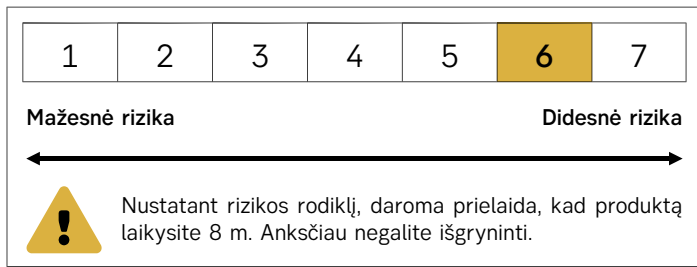 1 2 3 4 5 6 7
Mažesnė rizika Didesnė rizika
Nustatant rizikos rodiklį, daroma prielaida, kad produktą
laikysite 8 m. Anksčiau negalite išgryninti.